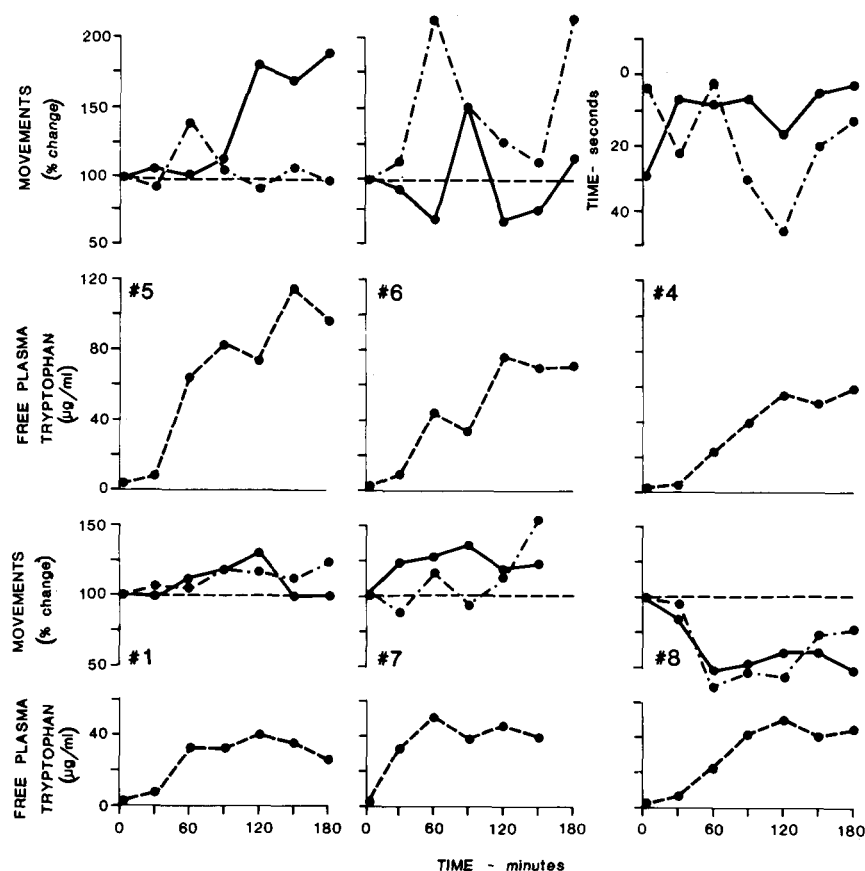 200
150
100
50
MOVEMENTS
(% change)
0
20
40
TIME- seconds
120
80
40
0
FREE PLASMA
TRYPTOPHAN
(µg/ml)
#5
#6
#4
150
100
50
MOVEMENTS
(% change)
#1
#7
#8
40
0
FREE PLASMA
TRYPTOPHAN
(µg/ml)
0 60 120 180
0 60 120 180
0 60 120 180
TIME - minutes